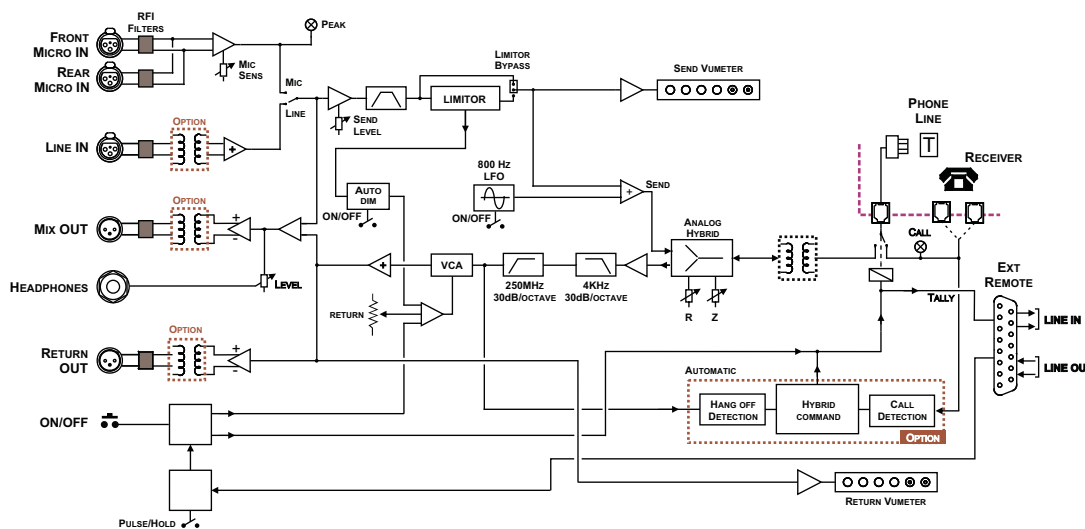 RFI
FILTERS
FRONT
MICRO IN
REAR
MICRO IN
MIC
SENS
PEAK
MIC
LINE
LIMITOR
BYPASS
LIMITOR
SEND
LEVEL
SEND VUMETER
OPTION
LINE IN
+
PHONE
LINE
T
RECEIVER
800 HZ
LFO
ON/OFF
+
SEND
AUTO
DIM
ON/OFF
OPTION
MIX OUT
+
-
ANALOG
HYBRID
CALL
HEADPHONES
LEVEL
+
VCA
250MHZ
30dB/OCTAVE
4KHZ
30dB/OCTAVE
R
Z
RETURN
TALLY
EXT
REMOTE
LINE IN
LINE OU
OPTION
RETURN
OUT
+
-
AUTOMATIC
HANG OFF
DETECTION
HYBRID
COMMAND
CALL
DETECTION
OPTION
ON/OFF
PULSE/HOLD
RETURN VUMETER